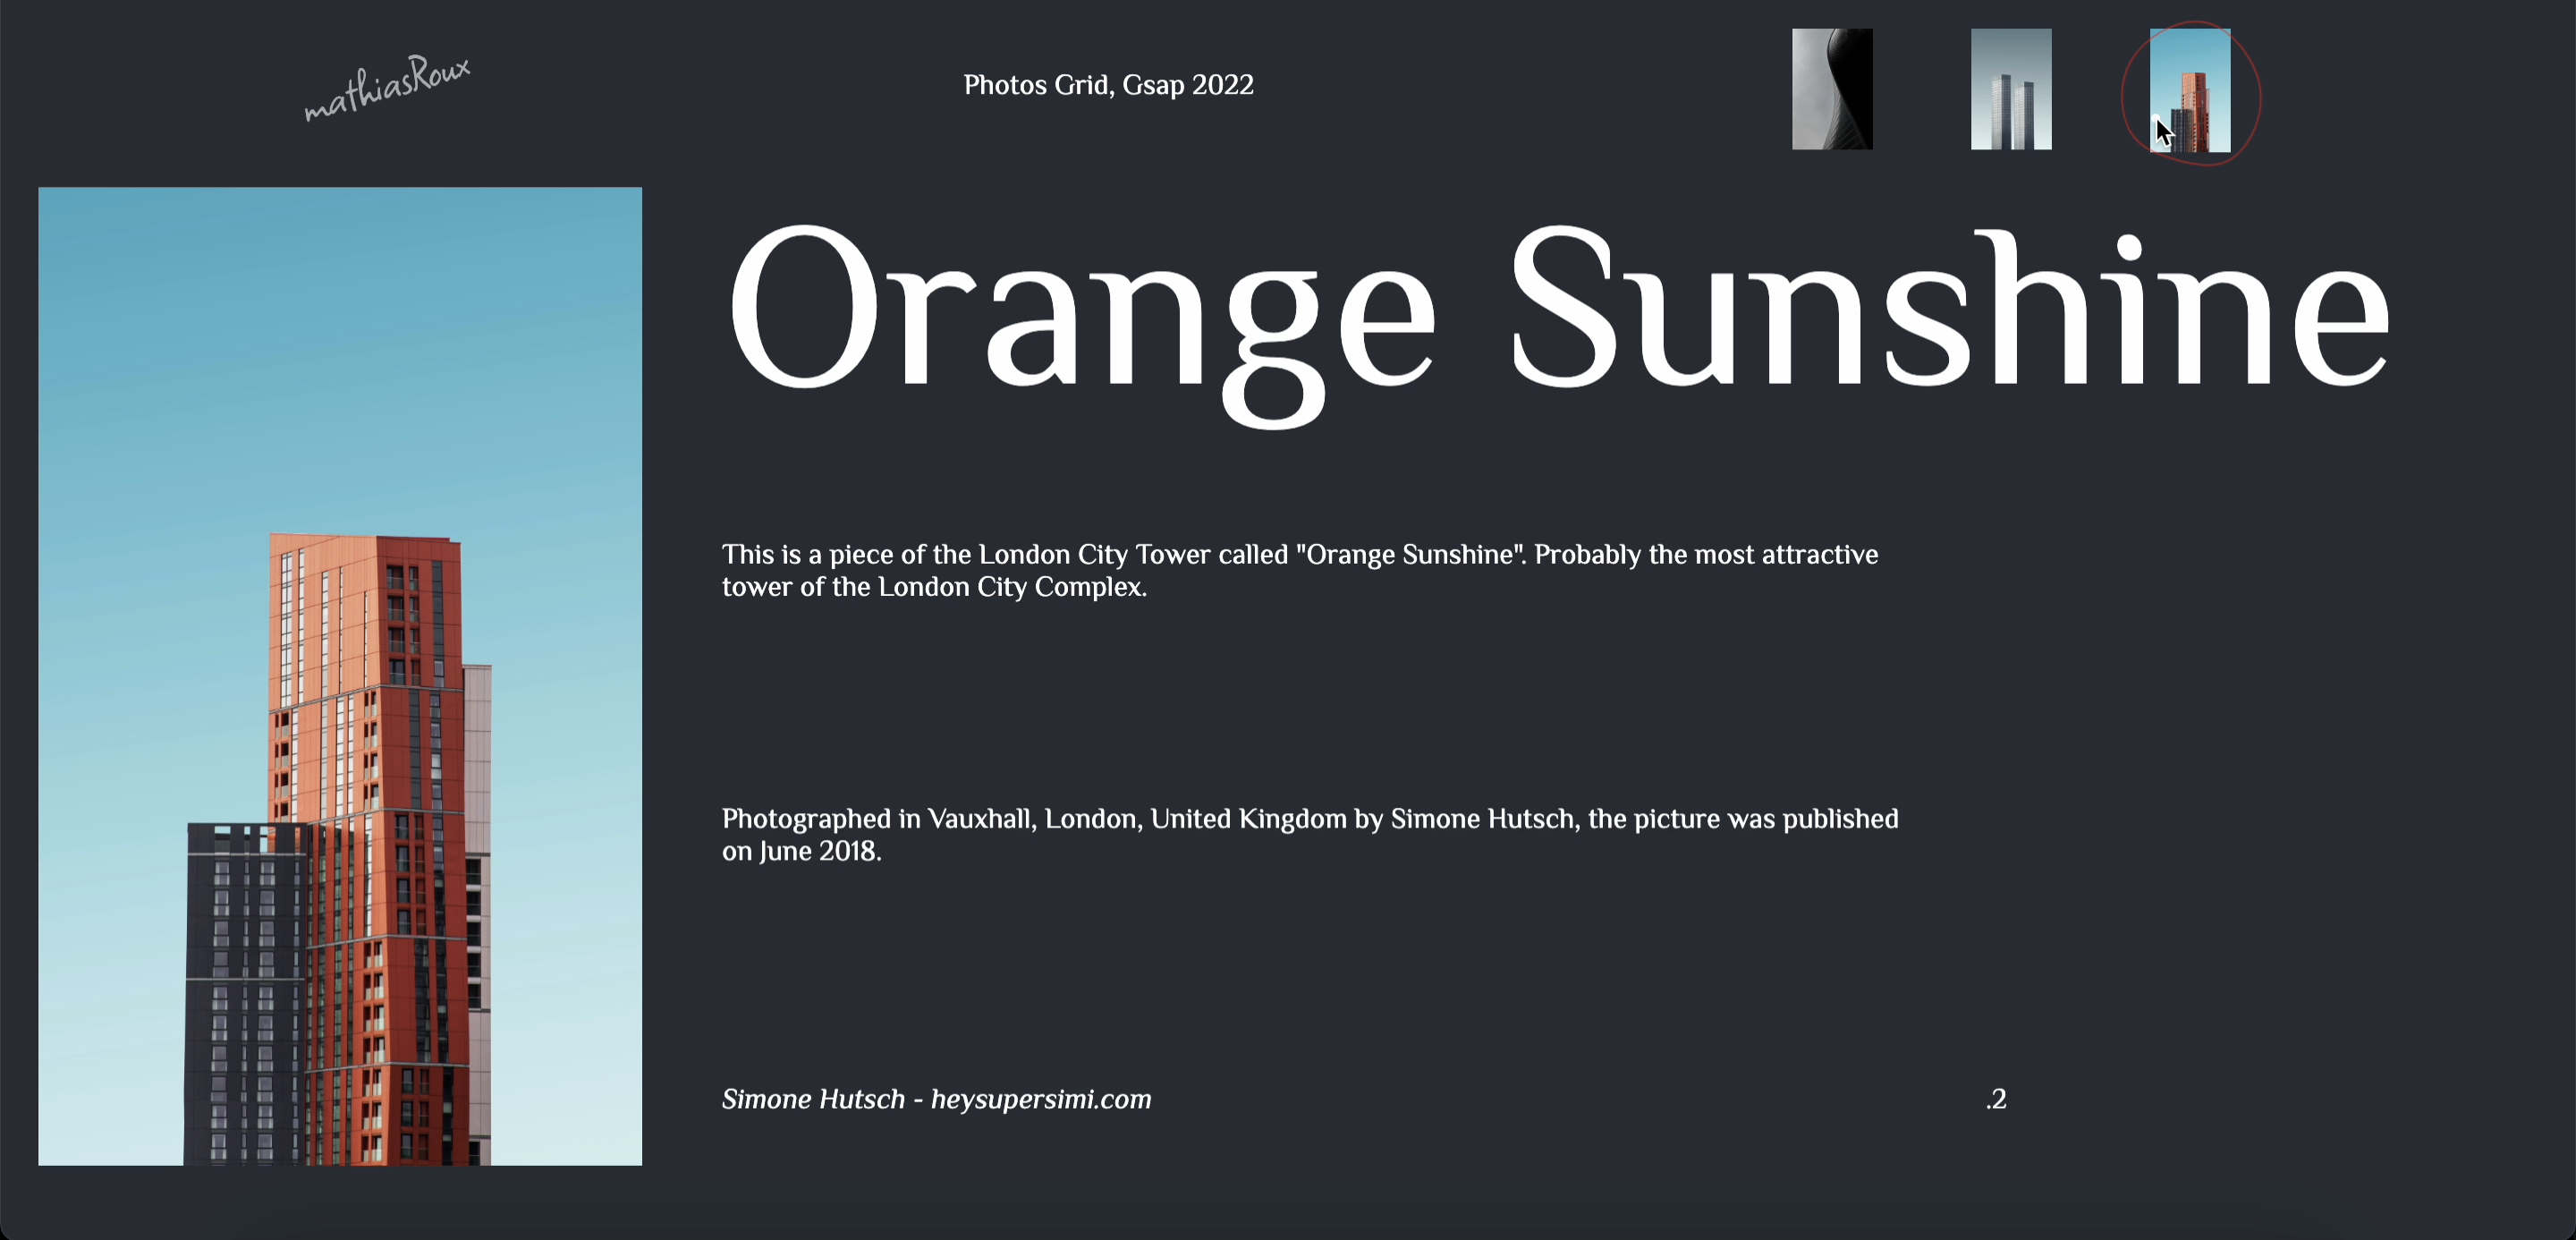 mathiasRoux
Photos Grid, Gsap 2022
Orange Sunshine
This is a piece of the London City Tower called "Orange Sunshine". Probably the most attractive
tower of the London City Complex.
Photographed in Vauxhall, London, United Kingdom by Simone Hutsch, the picture was published
on June 2018.
Simone Hutsch - heysupersimi.com
.2